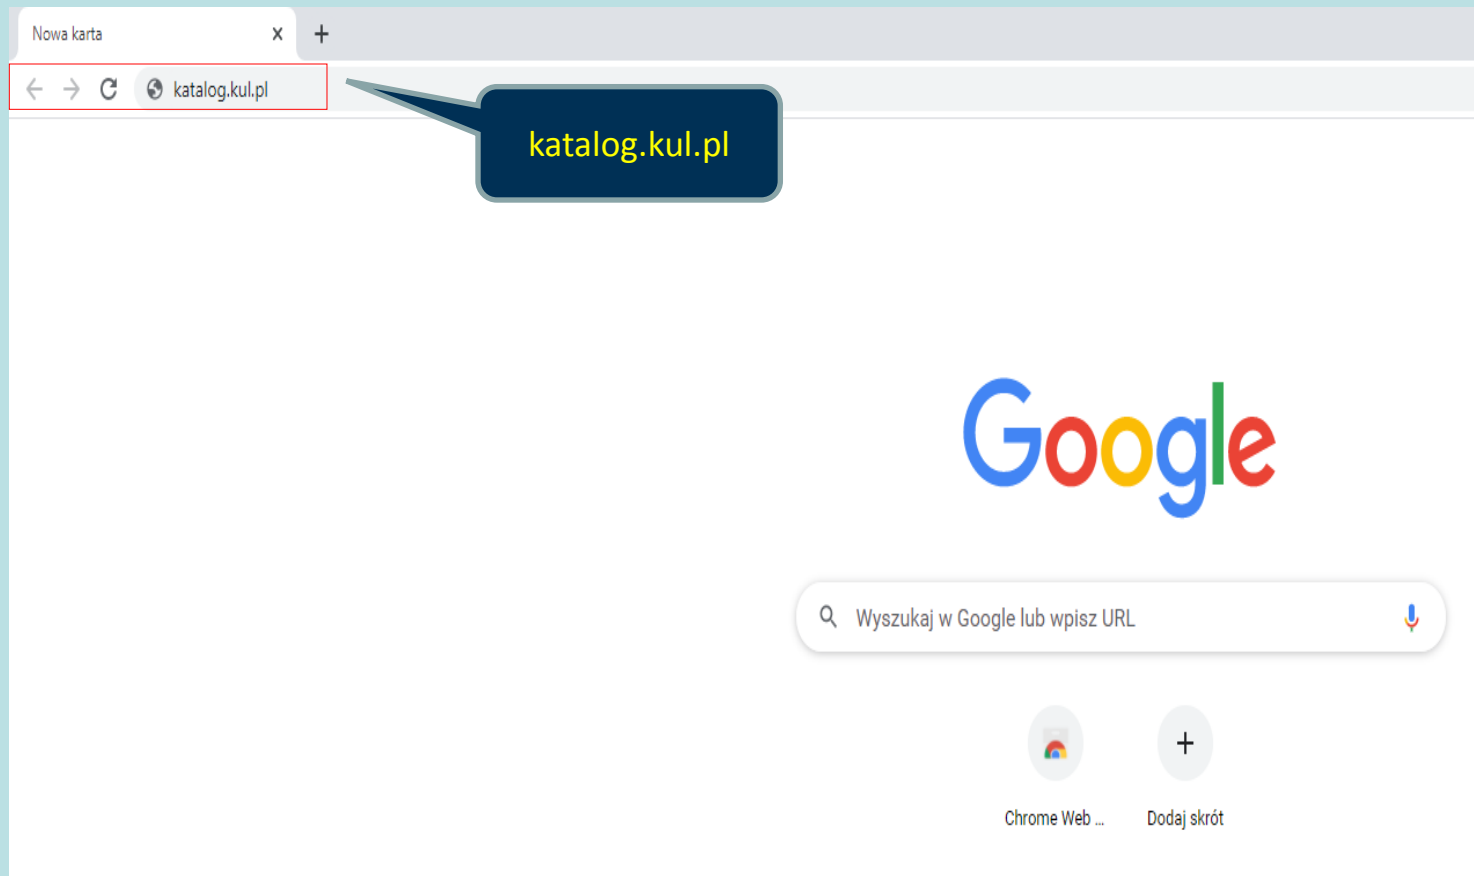 Nowa karta
katalog.kul.pl
katalog.kul.pl
Google
Wyszukaj w Google lub wpisz URL
Chrome Web ...
Dodaj skrót